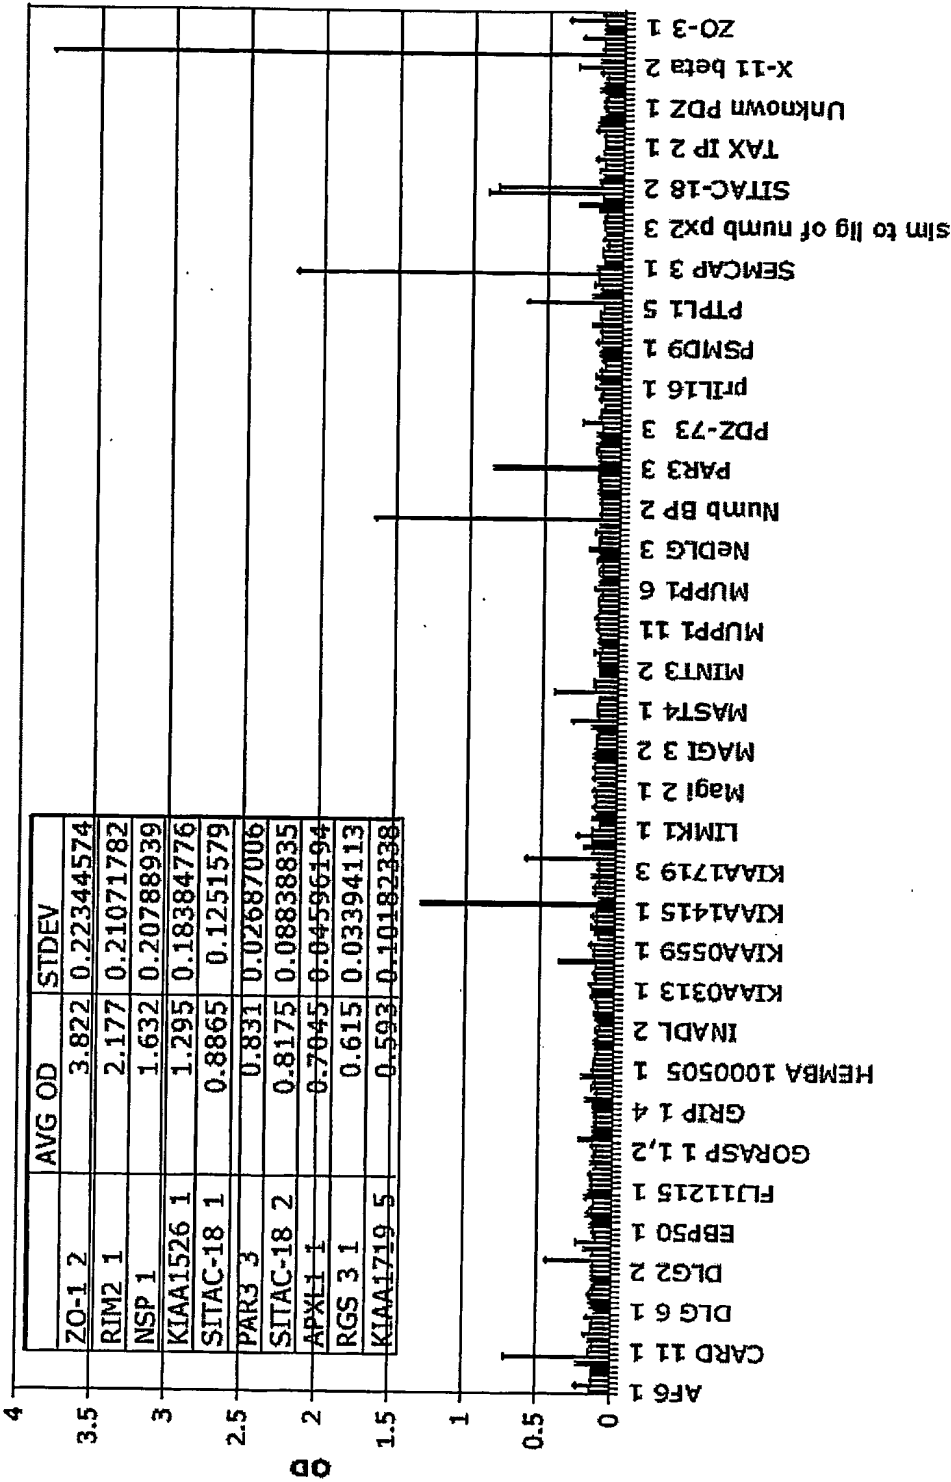 OD
4
3.5
3
2.5
2
1.5
1
0.5
0
AVG OD STDEV
ZO-1 2 3.822 0.22344574
RIM2 1 2.177 0.21071782
NSP 1 1.632 0.20788939
KIAA1526 1 1.295 0.18384776
SITAC-18 1 0.8865 0.1251579
PAR3 3 0.831 0.02687006
SITAC-18 2 0.8175 0.08838835
APXL1 1 0.7045 0.04596194
RGS 3 1 0.615 0.03394113
KIAA1719 5 0.593 0.10182338
AF6 1
CARD 11 1
DLG 6 1
DLG2 2
EBP50 1
FLJ11215 1
GORASP 1 1,2
GRIP 1 4
HEMBA 1000505 1
INADL 2
KIAA0313 1
KIAA0559 1
KIAA1415 1
KIAA1719 3
LIMK1 1
Magi 2 1
MAGI 3 2
MAST4 1
MINT3 2
MUPP1 11
MUPP1 6
NeDLG 3
Numb BP 2
PAR3 3
PDZ-73 3
prIL16 1
PSMD9 1
PTPL1 5
SEMCAP 3 1
sim to lig of numb px2 3
SITAC-18 2
TAX IP 2 1
Unknown PDZ 1
X-11 beta 2
ZO-3 1